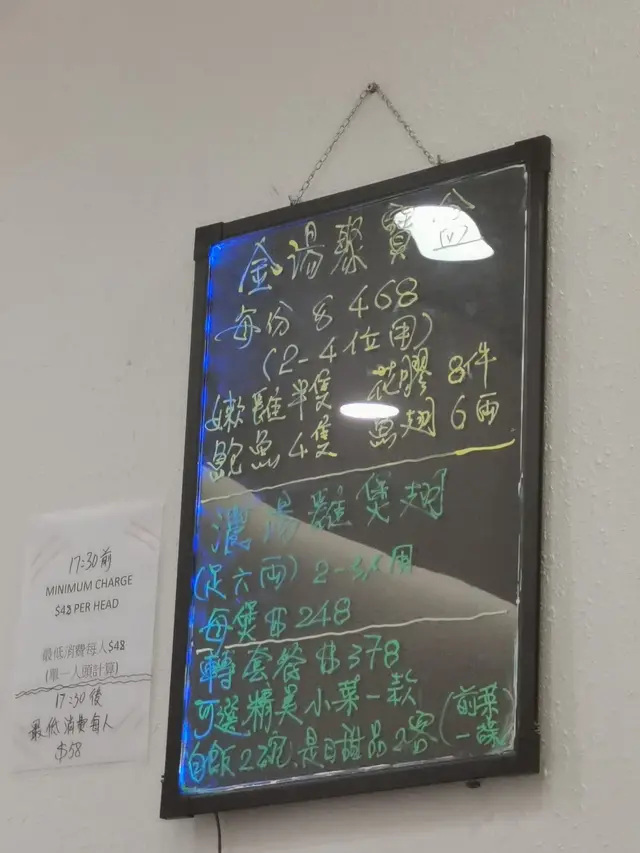 金湯聚寶盆
每份$468
(2-4位用)
嫩雞半隻 花膠8件
鮑魚4隻 魚翅6両
濃湯雞煲翅
(足六両) 2-3人用
每煲$248
轉套餐$378
可選精美小菜一款
白飯2碗、是日甜品2客(前菜一碟)
17:30前
MINIMUM CHARGE
$48 PER HEAD
最低消費每人$48
(單一人頭計算)
17:30後
最低消費每人
$58